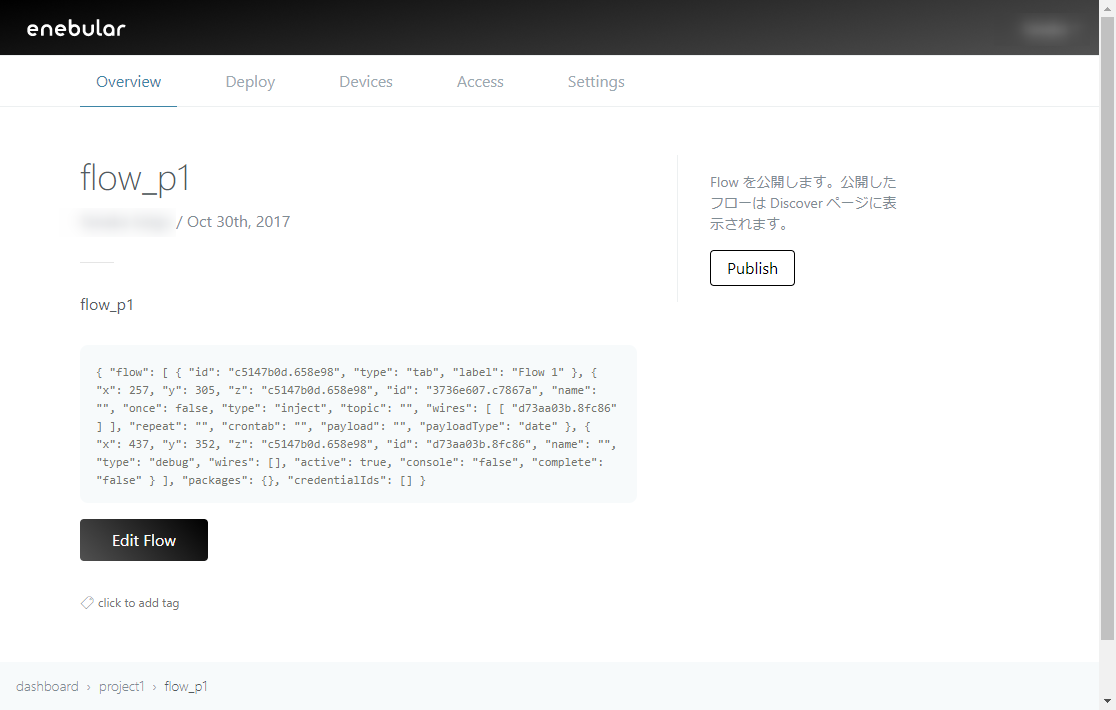 enebular
Overview Deploy Devices Access Settings
flow_p1
/ Oct 30th, 2017
flow_p1
{ "flow": [ { "id": "c5147b0d.658e98", "type": "tab", "label": "Flow 1" }, {
"x": 257, "y": 305, "z": "c5147b0d.658e98", "id": "3736e607.c7867a", "name":
"", "once": false, "type": "inject", "topic": "", "wires": [ [ "d73aa03b.8fc86"
] ], "repeat": "", "crontab": "", "payload": "", "payloadType": "date" }, {
"x": 437, "y": 352, "z": "c5147b0d.658e98", "id": "d73aa03b.8fc86", "name": "",
"type": "debug", "wires": [], "active": true, "console": "false", "complete":
"false" } ], "packages": {}, "credentialIds": [] }
Edit Flow
click to add tag
Flow を公開します。公開した
フローは Discover ページに表
示されます。
Publish
dashboard › project1 › flow_p1